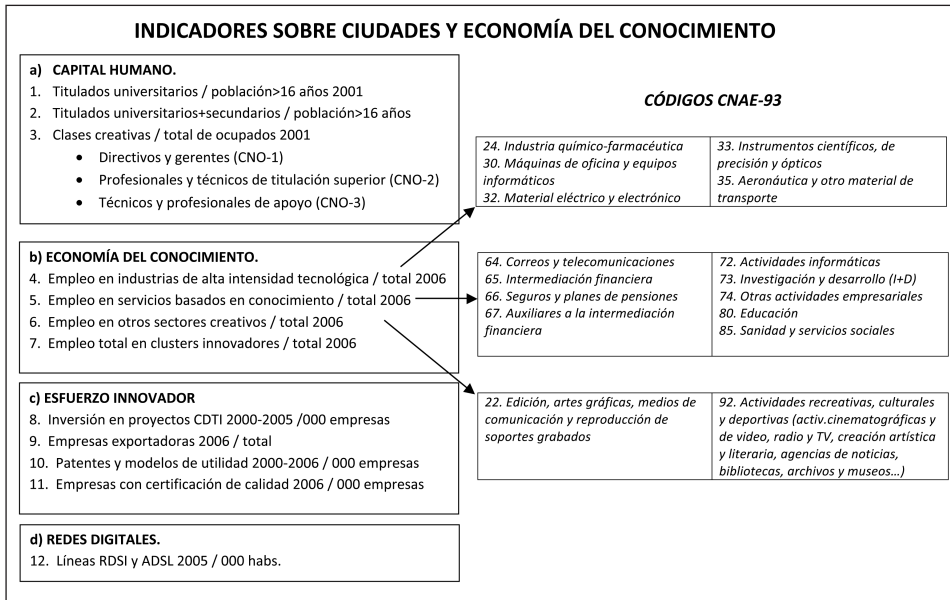 INDICADORES SOBRE CIUDADES Y ECONOMÍA DEL CONOCIMIENTO
a) CAPITAL HUMANO.
1. Titulados universitarios / población>16 años 2001
2. Titulados universitarios+secundarios / población>16 años
3. Clases creativas / total de ocupados 2001
• Directivos y gerentes (CNO-1)
• Profesionales y técnicos de titulación superior (CNO-2)
• Técnicos y profesionales de apoyo (CNO-3)
b) ECONOMÍA DEL CONOCIMIENTO.
4. Empleo en industrias de alta intensidad tecnológica / total 2006
5. Empleo en servicios basados en conocimiento / total 2006
6. Empleo en otros sectores creativos / total 2006
7. Empleo total en clusters innovadores / total 2006
c) ESFUERZO INNOVADOR
8. Inversión en proyectos CDTI 2000-2005 /000 empresas
9. Empresas exportadoras 2006 / total
10. Patentes y modelos de utilidad 2000-2006 / 000 empresas
11. Empresas con certificación de calidad 2006 / 000 empresas
d) REDES DIGITALES.
12. Líneas RDSI y ADSL 2005 / 000 habs.
CÓDIGOS CNAE-93
24. Industria químico-farmacéutica
30. Máquinas de oficina y equipos
informáticos
32. Material eléctrico y electrónico
33. Instrumentos científicos, de
precisión y ópticos
35. Aeronáutica y otro material de
transporte
64. Correos y telecomunicaciones
65. Intermediación financiera
66. Seguros y planes de pensiones
67. Auxiliares a la intermediación
financiera
72. Actividades informáticas
73. Investigación y desarrollo (I+D)
74. Otras actividades empresariales
80. Educación
85. Sanidad y servicios sociales
22. Edición, artes gráficas, medios de
comunicación y reproducción de
soportes grabados
92. Actividades recreativas, culturales
y deportivas (activ.cinematográficas y
de video, radio y TV, creación artística
y literaria, agencias de noticias,
bibliotecas, archivos y museos…)